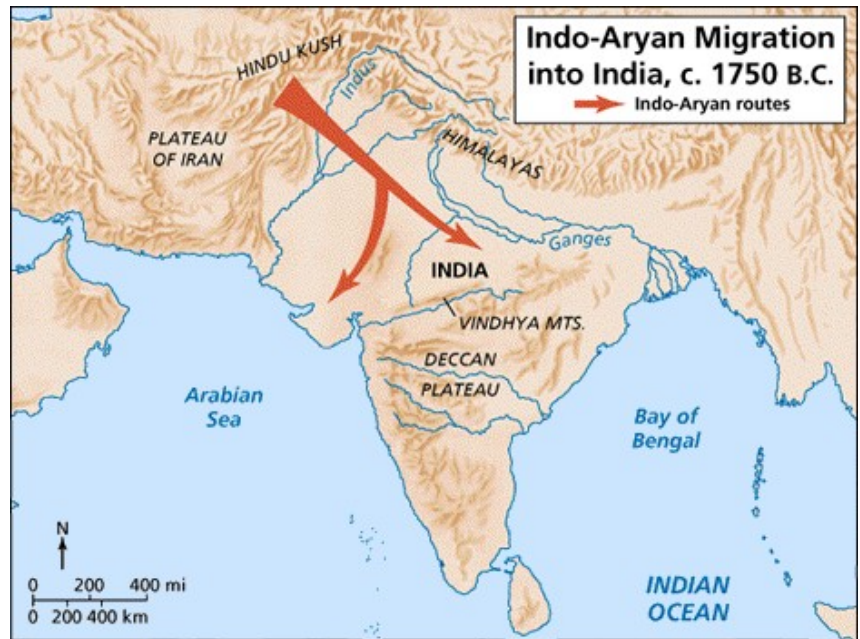 Indo-Aryan Migration
into India, c. 1750 B.C.
Indo-Aryan routes
HINDU KUSH
Indus
PLATEAU
OF IRAN
HIMALAYAS
Ganges
INDIA
VINDHYA MTS.
DECCAN
PLATEAU
Arabian
Sea
Bay of
Bengal
N
0 200 400 mi
0 200 400 km
INDIAN
OCEAN